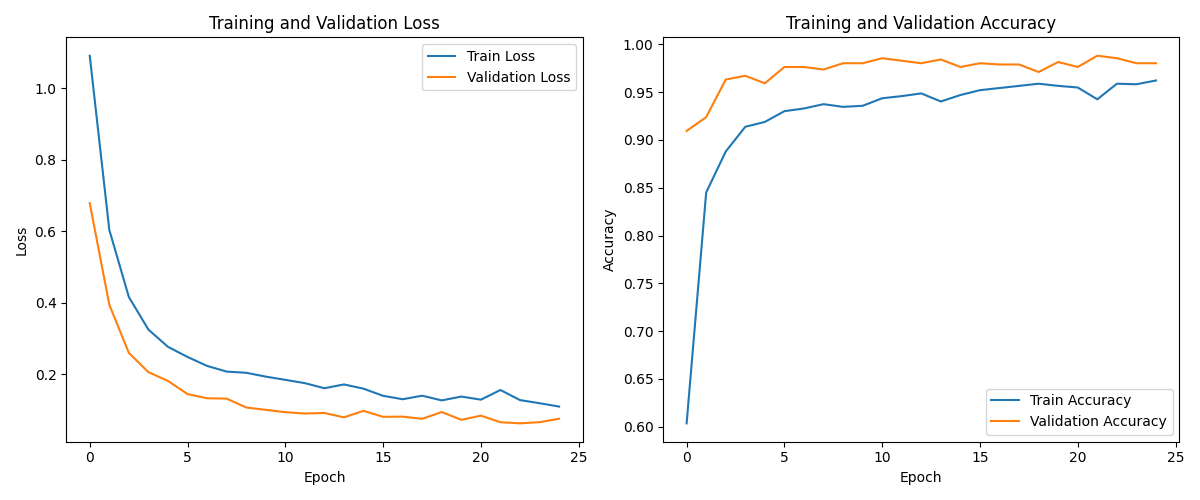 Training and Validation Loss
Train Loss
Validation Loss
1.0
0.8
0.6
0.4
0.2
Loss
0 5 10 15 20 25
Epoch
Training and Validation Accuracy
1.00
0.95
0.90
0.85
0.80
0.75
0.70
0.65
0.60
Accuracy
Train Accuracy
Validation Accuracy
0 5 10 15 20 25
Epoch